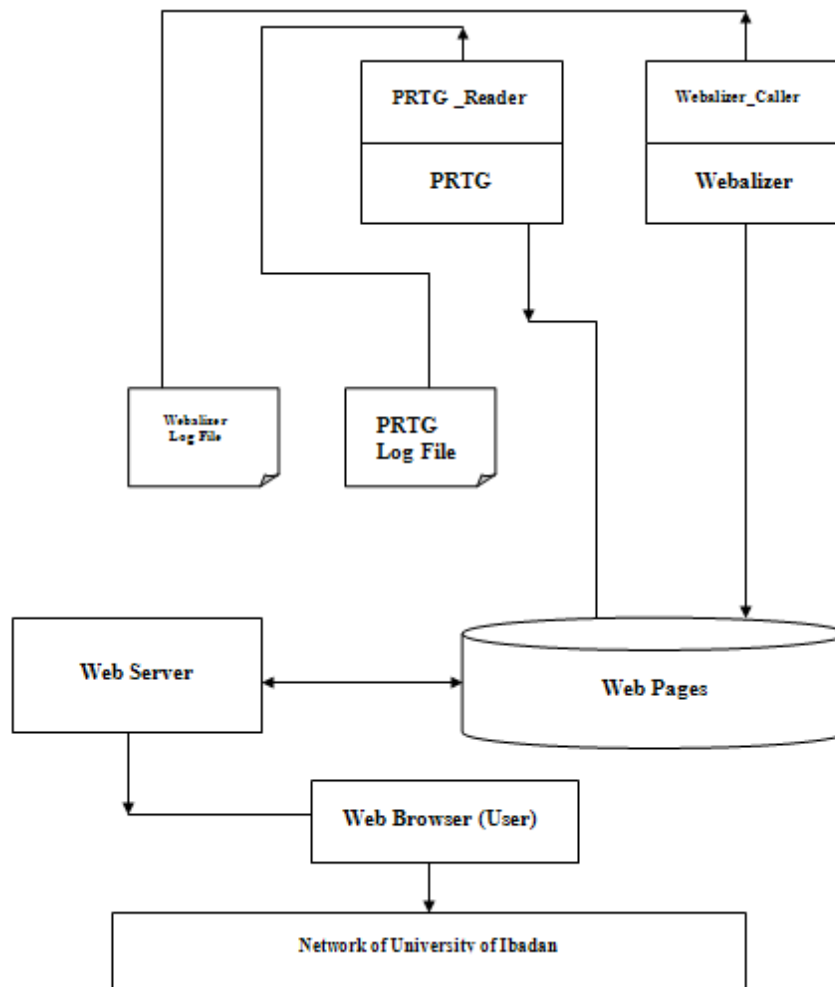 PRTG _Reader
Webalizer_Caller
PRTG
Webalizer
Webalizer
Log File
PRTG
Log File
Web Server
Web Pages
Web Browser (User)
Network of University of Ibadan